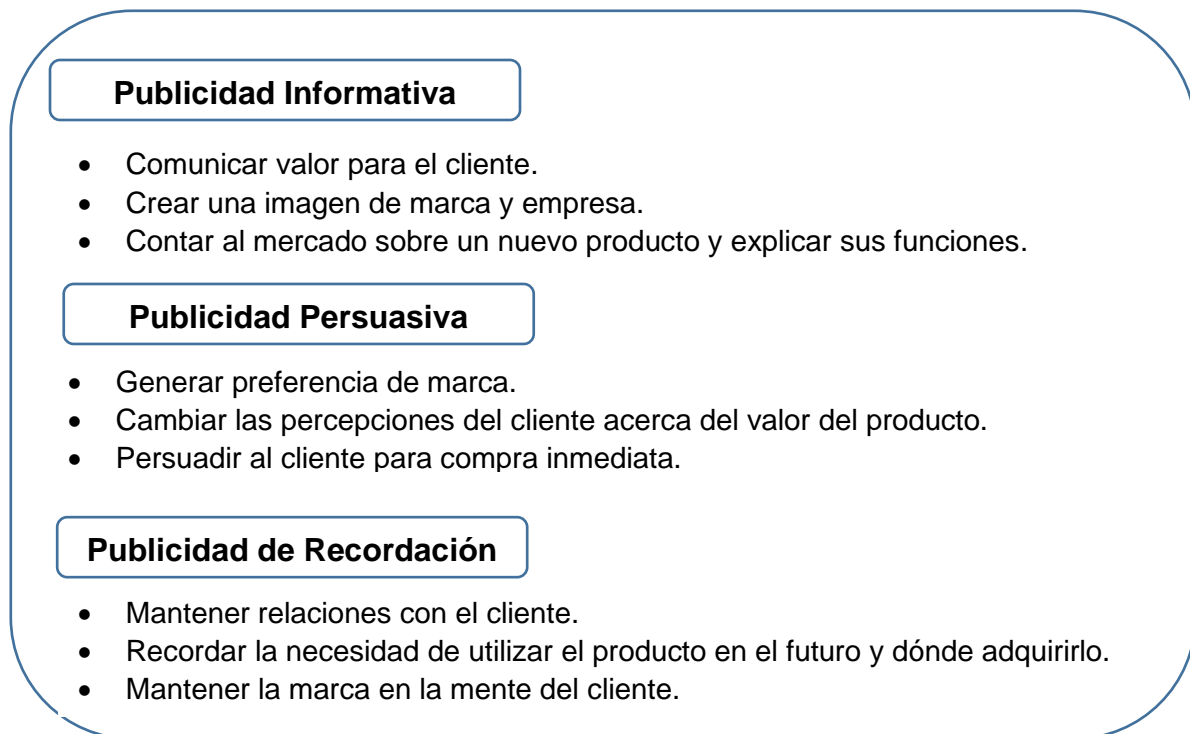 Publicidad Informativa
• Comunicar valor para el cliente.
• Crear una imagen de marca y empresa.
• Contar al mercado sobre un nuevo producto y explicar sus funciones.
Publicidad Persuasiva
• Generar preferencia de marca.
• Cambiar las percepciones del cliente acerca del valor del producto.
• Persuadir al cliente para compra inmediata.
Publicidad de Recordación
• Mantener relaciones con el cliente.
• Recordar la necesidad de utilizar el producto en el futuro y dónde adquirirlo.
• Mantener la marca en la mente del cliente.